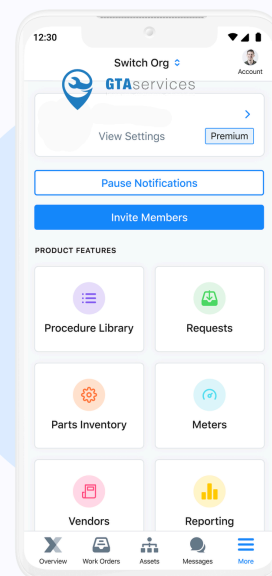 12:30
Switch Org
Account
GTAservices
View Settings
Premium
Pause Notifications
Invite Members
PRODUCT FEATURES
Procedure Library
Requests
Parts Inventory
Meters
Vendors
Reporting
Overview
Work Orders
Assets
Messages
More